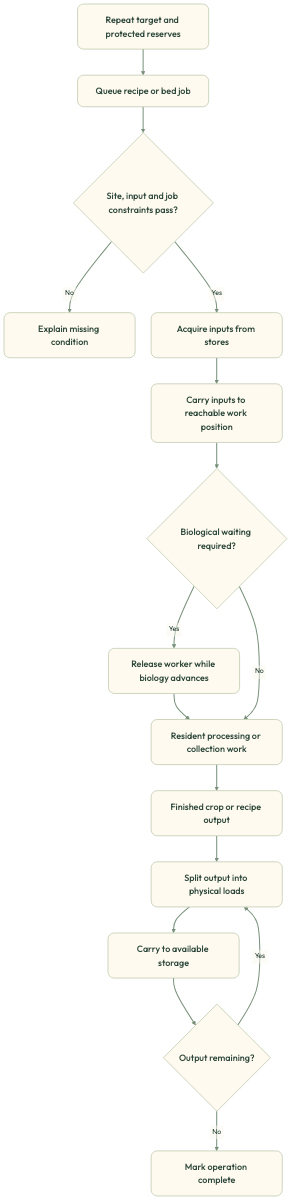 Repeat target and
protected reserves
Queue recipe or bed job
Site, input and job
constraints pass?
No
Yes
Explain missing
condition
Acquire inputs from
stores
Carry inputs to
reachable work
position
Biological waiting
required?
Yes
No
Release worker while
biology advances
Resident processing or
collection work
Finished crop or recipe
output
Split output into
physical loads
Carry to available
storage
Yes
Output remaining?
No
Mark operation
complete